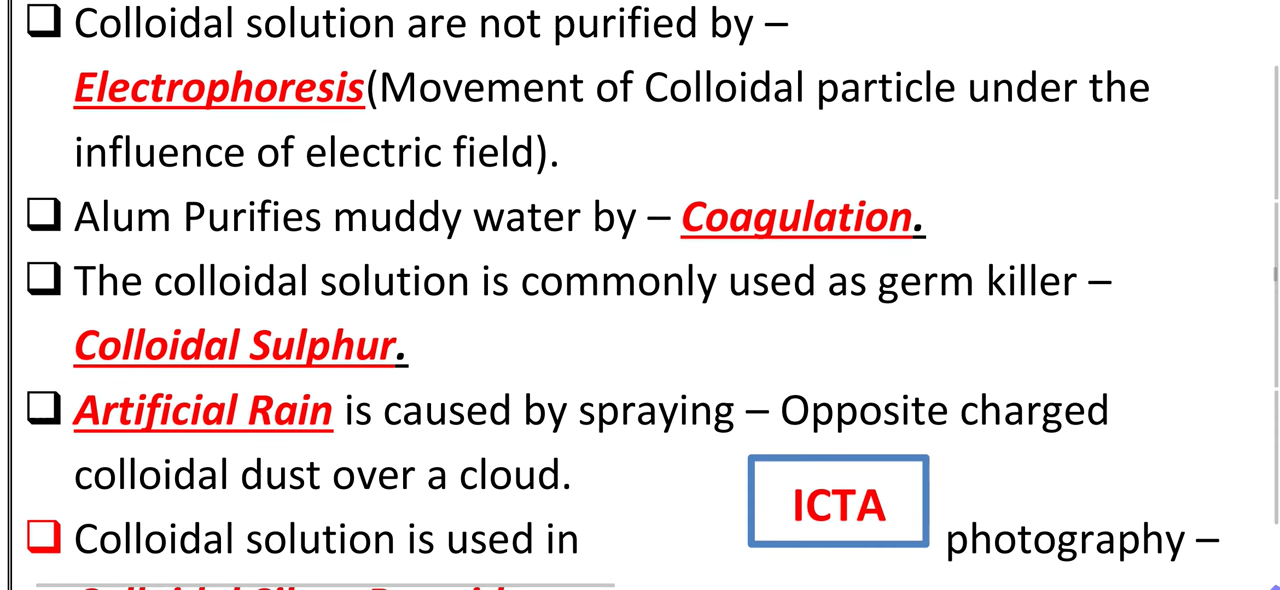 Colloidal solution are not purified by –
Electrophoresis(Movement of Colloidal particle under the
influence of electric field).
Alum Purifies muddy water by – Coagulation.
The colloidal solution is commonly used as germ killer –
Colloidal Sulphur.
Artificial Rain is caused by spraying – Opposite charged
colloidal dust over a cloud.
ICTA
Colloidal solution is used in photography –